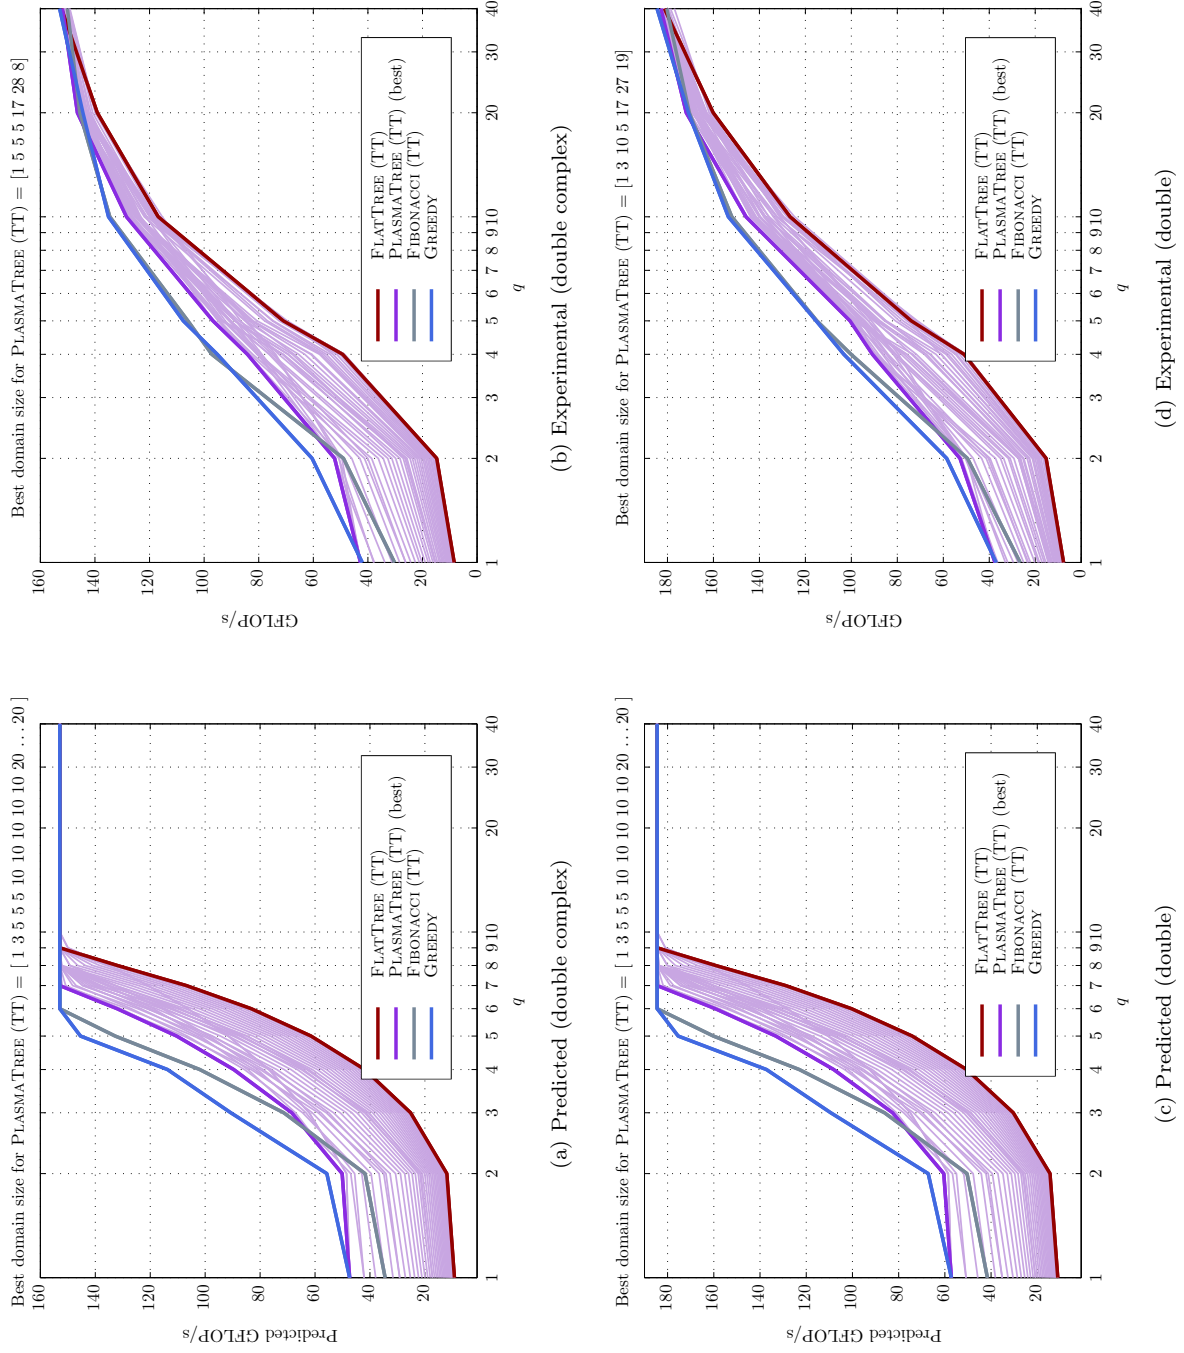 Best domain size for PLASMATREE (TT) = [ 1 3 5 5 5 10 10 10 10 10 20 ... 20 ]
160
140
120
100
80
60
40
20
Predicted GFLOP/s
FLATTREE (TT)
PLASMATREE (TT) (best)
FIBONACCI (TT)
GREEDY
1 2 3 4 5 6 7 8 9 10 20 30 40
q
(a) Predicted (double complex)
Best domain size for PLASMATREE (TT) = [1 5 5 5 17 28 8]
160
140
120
100
80
60
40
20
0
GFLOP/s
FLATTREE (TT)
PLASMATREE (TT) (best)
FIBONACCI (TT)
GREEDY
1 2 3 4 5 6 7 8 9 10 20 30 40
q
(b) Experimental (double complex)
Best domain size for PLASMATREE (TT) = [ 1 3 5 5 5 10 10 10 10 10 20 ... 20 ]
180
160
140
120
100
80
60
40
20
Predicted GFLOP/s
FLATTREE (TT)
PLASMATREE (TT) (best)
FIBONACCI (TT)
GREEDY
1 2 3 4 5 6 7 8 9 10 20 30 40
q
(c) Predicted (double)
Best domain size for PLASMATREE (TT) = [1 3 10 5 17 27 19]
180
160
140
120
100
80
60
40
20
0
GFLOP/s
FLATTREE (TT)
PLASMATREE (TT) (best)
FIBONACCI (TT)
GREEDY
1 2 3 4 5 6 7 8 9 10 20 30 40
q
(d) Experimental (double)